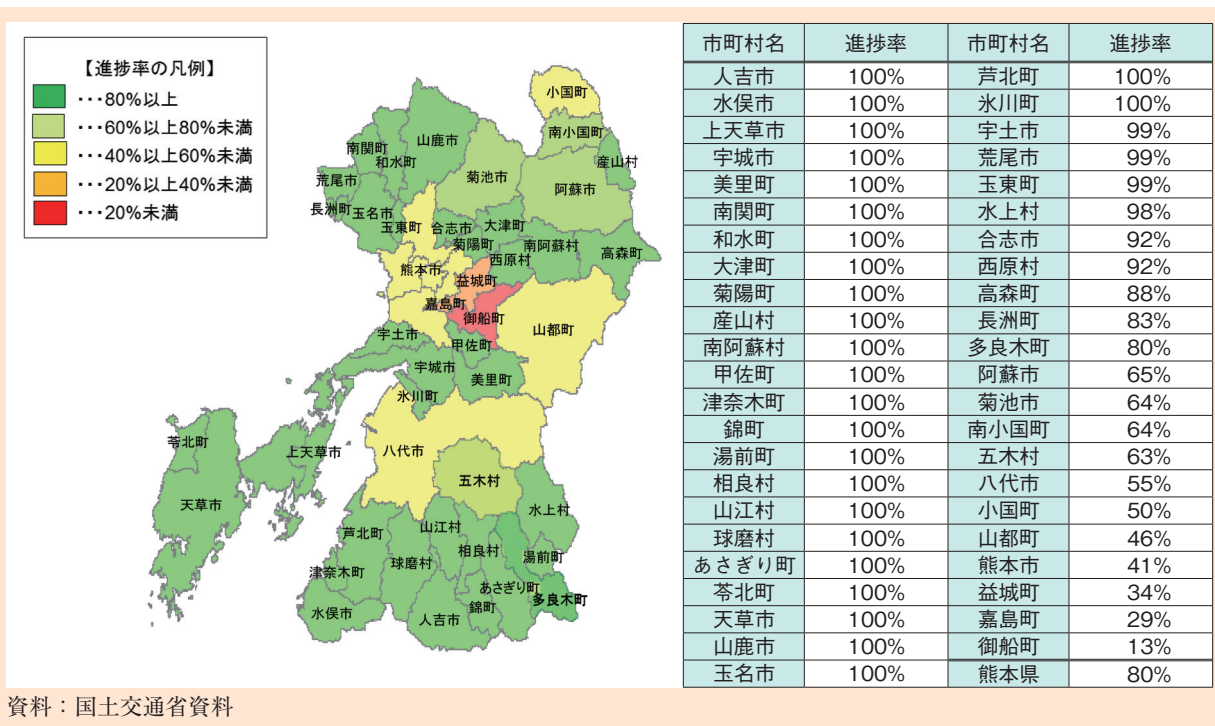 【進捗率の凡例】
･･･80%以上
･･･60%以上80%未満
･･･40%以上60%未満
･･･20%以上40%未満
･･･20%未満
小国町
南小国町
産山村
山鹿市
南関町
和水町
菊池市
阿蘇市
荒尾市
長洲町
玉名市
玉東町
合志市
大津町
菊陽町
南阿蘇村
西原村
高森町
熊本市
益城町
嘉島町
御船町
山都町
宇土市
甲佐町
宇城市
美里町
氷川町
八代市
苓北町
上天草市
天草市
五木村
水上村
芦北町
山江村
相良村
湯前町
球磨村
津奈木町
あさぎり町
多良木町
錦町
水俣市
人吉市
市町村名 進捗率 市町村名 進捗率
人吉市 100% 芦北町 100%
水俣市 100% 氷川町 100%
上天草市 100% 宇土市 99%
宇城市 100% 荒尾市 99%
美里町 100% 玉東町 99%
南関町 100% 水上村 98%
和水町 100% 合志市 92%
大津町 100% 西原村 92%
菊陽町 100% 高森町 88%
産山村 100% 長洲町 83%
南阿蘇村 100% 多良木町 80%
甲佐町 100% 阿蘇市 65%
津奈木町 100% 菊池市 64%
錦町 100% 南小国町 64%
湯前町 100% 五木村 63%
相良村 100% 八代市 55%
山江村 100% 小国町 50%
球磨村 100% 山都町 46%
あさぎり町 100% 熊本市 41%
苓北町 100% 益城町 34%
天草市 100% 嘉島町 29%
山鹿市 100% 御船町 13%
玉名市 100% 熊本県 80%
資料：国土交通省資料